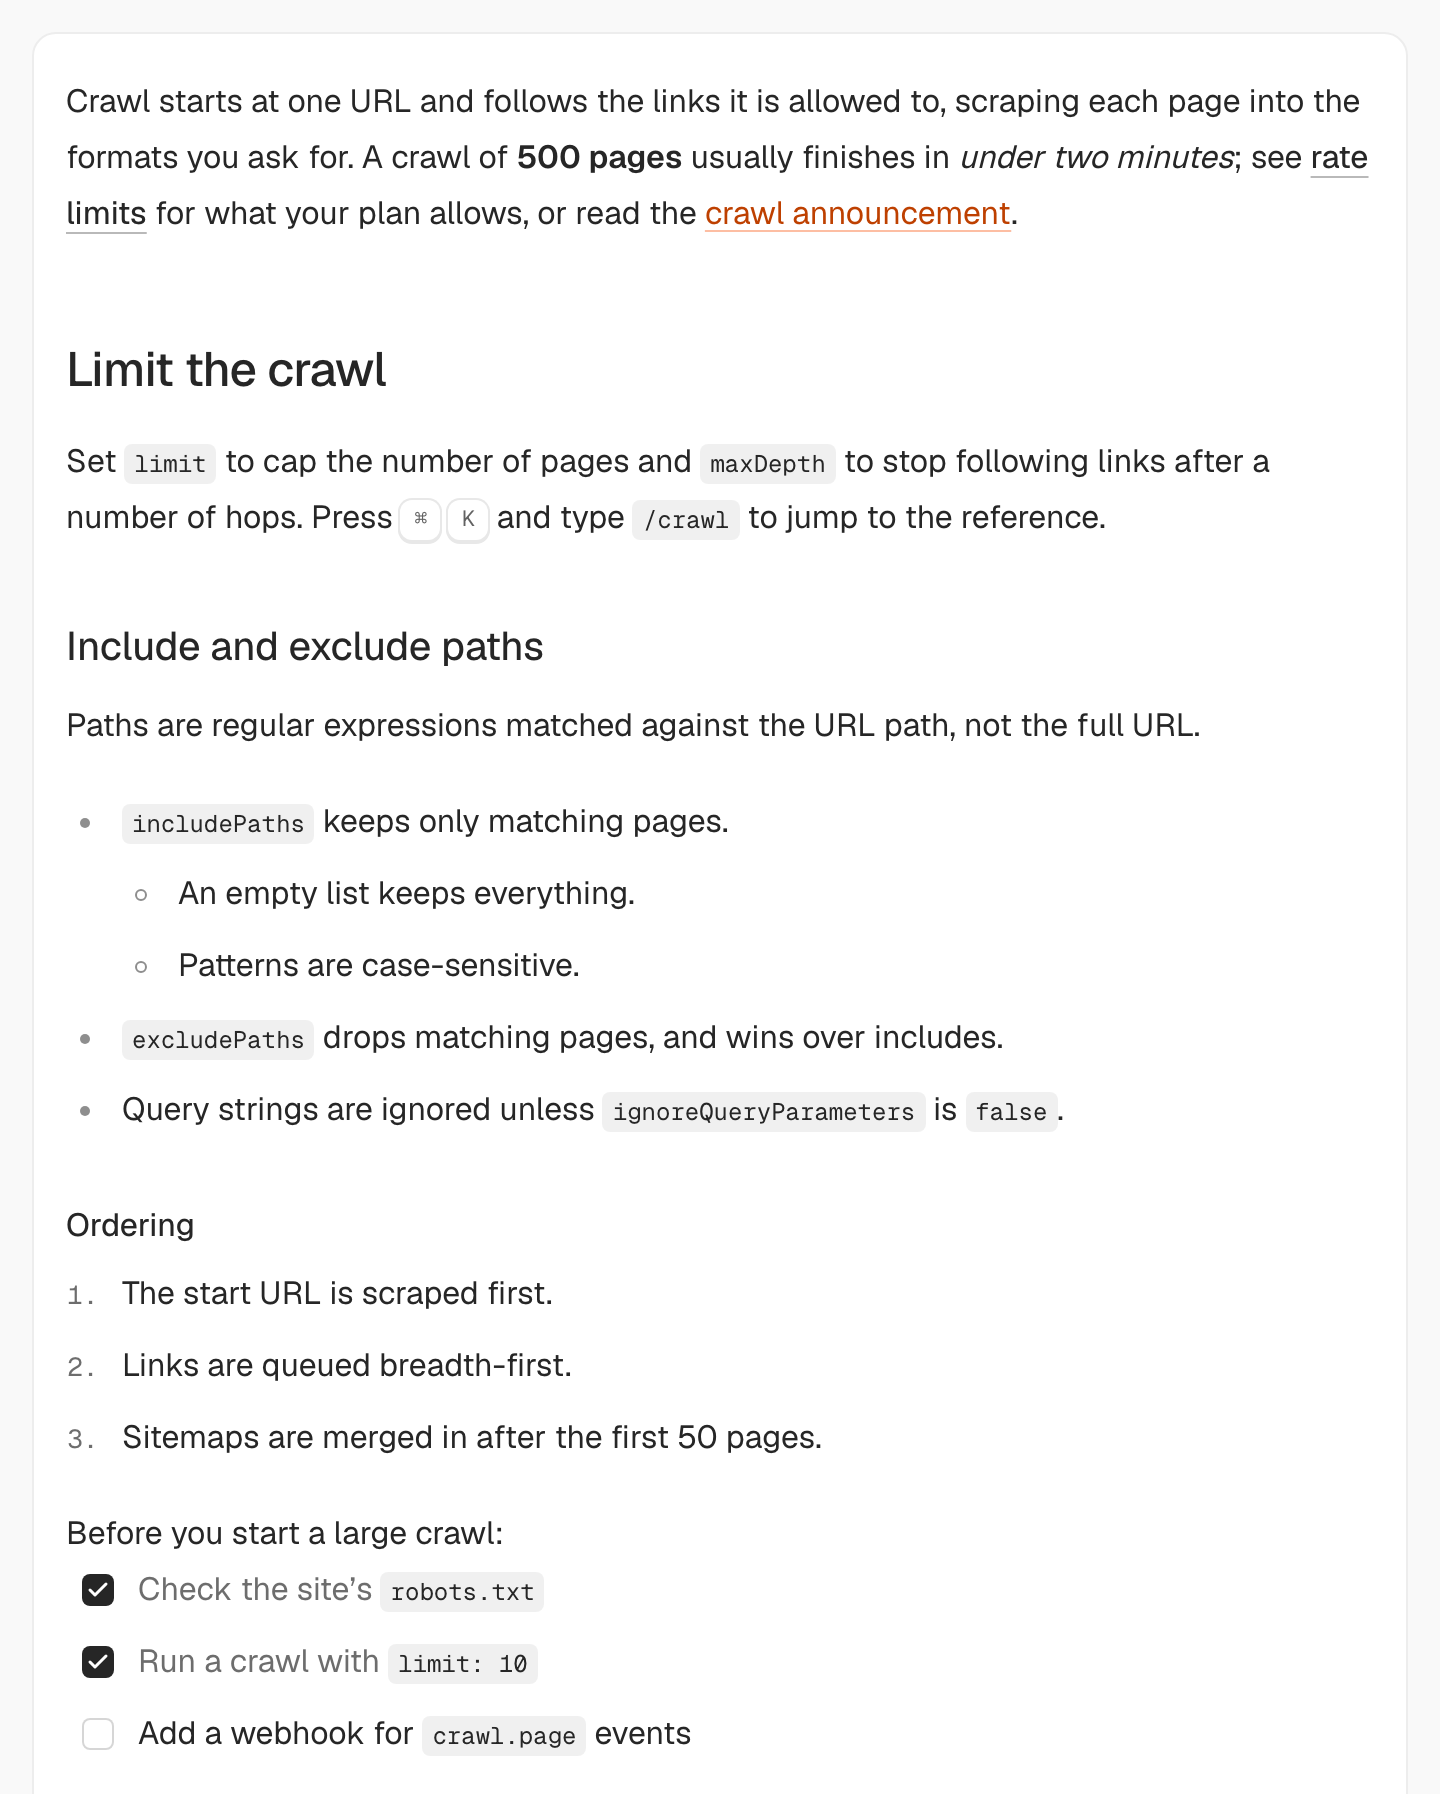 Crawl starts at one URL and follows the links it is allowed to, scraping each page into the
formats you ask for. A crawl of 500 pages usually finishes in under two minutes; see rate
limits for what your plan allows, or read the crawl announcement.
Limit the crawl
Set limit to cap the number of pages and maxDepth to stop following links after a
number of hops. Press ⌘ K and type /crawl to jump to the reference.
Include and exclude paths
Paths are regular expressions matched against the URL path, not the full URL.
• includePaths keeps only matching pages.
◦ An empty list keeps everything.
◦ Patterns are case-sensitive.
• excludePaths drops matching pages, and wins over includes.
• Query strings are ignored unless ignoreQueryParameters is false.
Ordering
1. The start URL is scraped first.
2. Links are queued breadth-first.
3. Sitemaps are merged in after the first 50 pages.
Before you start a large crawl:
Check the site’s robots.txt
Run a crawl with limit: 10
Add a webhook for crawl.page events